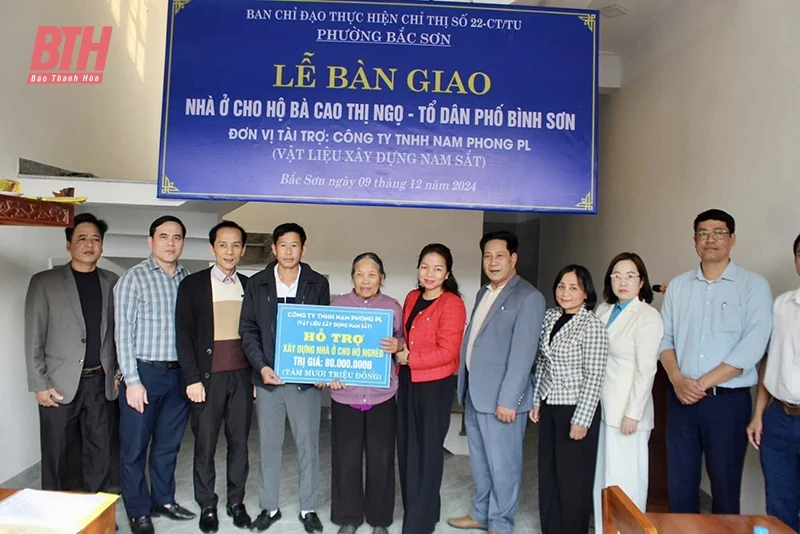 BTH
Báo Thanh Hóa
BAN CHỈ ĐẠO THỰC HIỆN CHỈ THỊ SỐ 22-CT/TU
PHƯỜNG BẮC SƠN
LỄ BÀN GIAO
NHÀ Ở CHO HỘ BÀ CAO THỊ NGỌ - TỔ DÂN PHỐ BÌNH SƠN
ĐƠN VỊ TÀI TRỢ: CÔNG TY TNHH NAM PHONG PL
(VẬT LIỆU XÂY DỰNG NAM SẮT)
Bắc Sơn ngày 09 tháng 12 năm 2024
CÔNG TY TNHH NAM PHONG PL
(VẬT LIỆU XÂY DỰNG NAM SẮT)
HỖ TRỢ
XÂY DỰNG NHÀ Ở CHO HỘ NGHÈO
TRỊ GIÁ: 80.000.0000
(TÁM MƯƠI TRIỆU ĐỒNG)